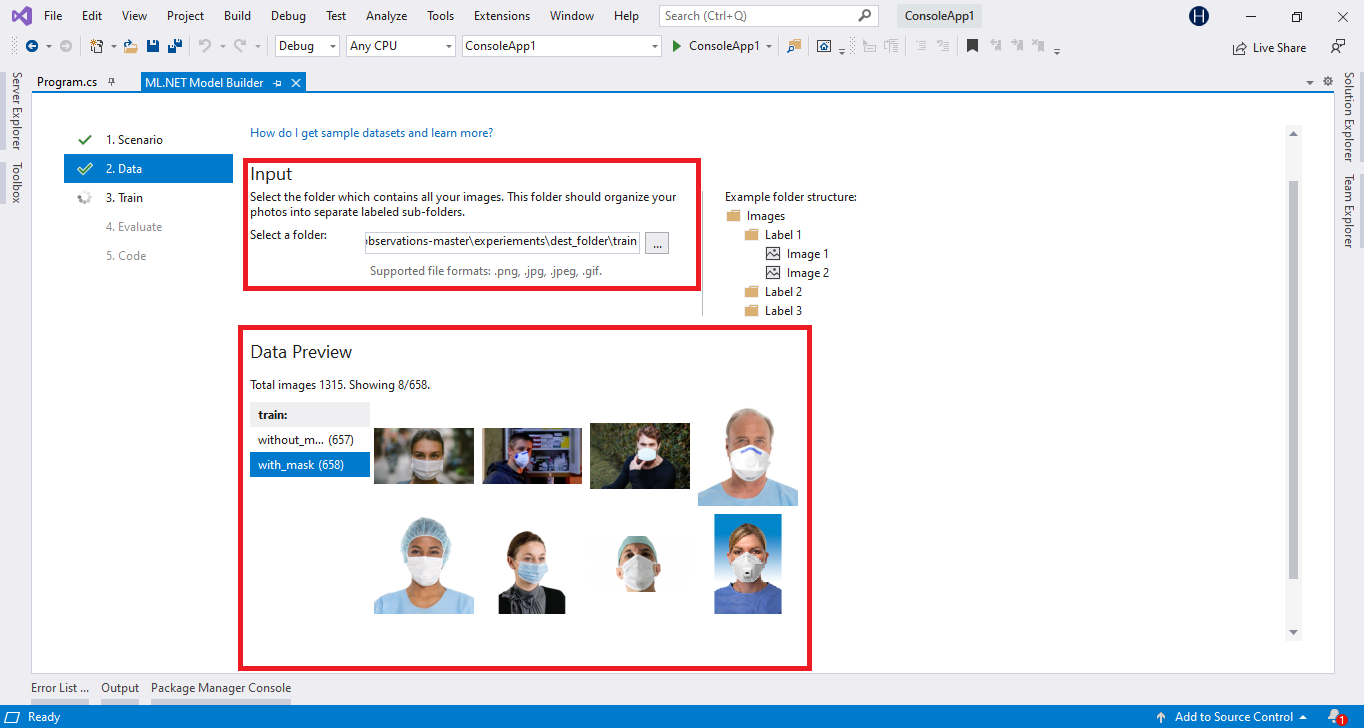 File Edit View Project Build Debug Test Analyze Tools Extensions Window Help Search (Ctrl+Q) ConsoleApp1 H
Debug Any CPU ConsoleApp1 ConsoleApp1 Live Share
Program.cs ML.NET Model Builder
Server Explorer
Toolbox
1. Scenario
2. Data
3. Train
4. Evaluate
5. Code
How do I get sample datasets and learn more?
Input
Select the folder which contains all your images. This folder should organize your
photos into separate labeled sub-folders.
Select a folder: observations-master\experiements\dest_folder\train ...
Supported file formats: .png, .jpg, .jpeg, .gif.
Example folder structure:
Images
Label 1
Image 1
Image 2
Label 2
Label 3
Data Preview
Total images 1315. Showing 8/658.
train:
without_m... (657)
with_mask (658)
Solution Explorer
Team Explorer
Error List ... Output Package Manager Console
Ready Add to Source Control 1